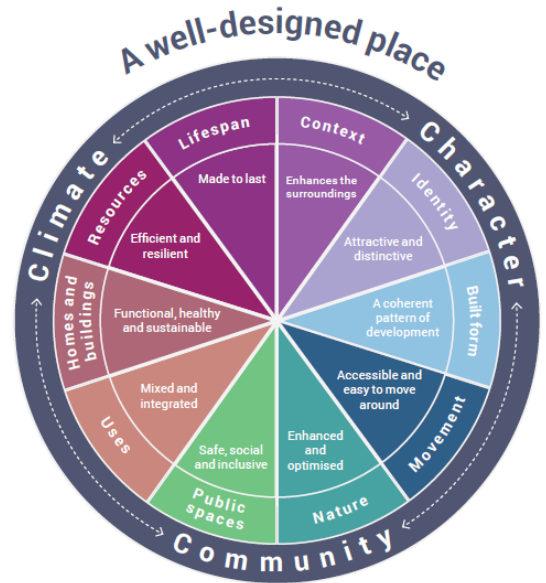 A well-designed place
Climate
Character
Community
Context
Enhances the
surroundings
Identity
Attractive and
distinctive
Built form
A coherent
pattern of
development
Movement
Accessible and
easy to move
around
Nature
Enhanced
and
optimised
Public
spaces
Safe, social
and inclusive
Uses
Mixed and
integrated
Homes and
buildings
Functional, healthy
and sustainable
Resources
Efficient and
resilient
Lifespan
Made to last